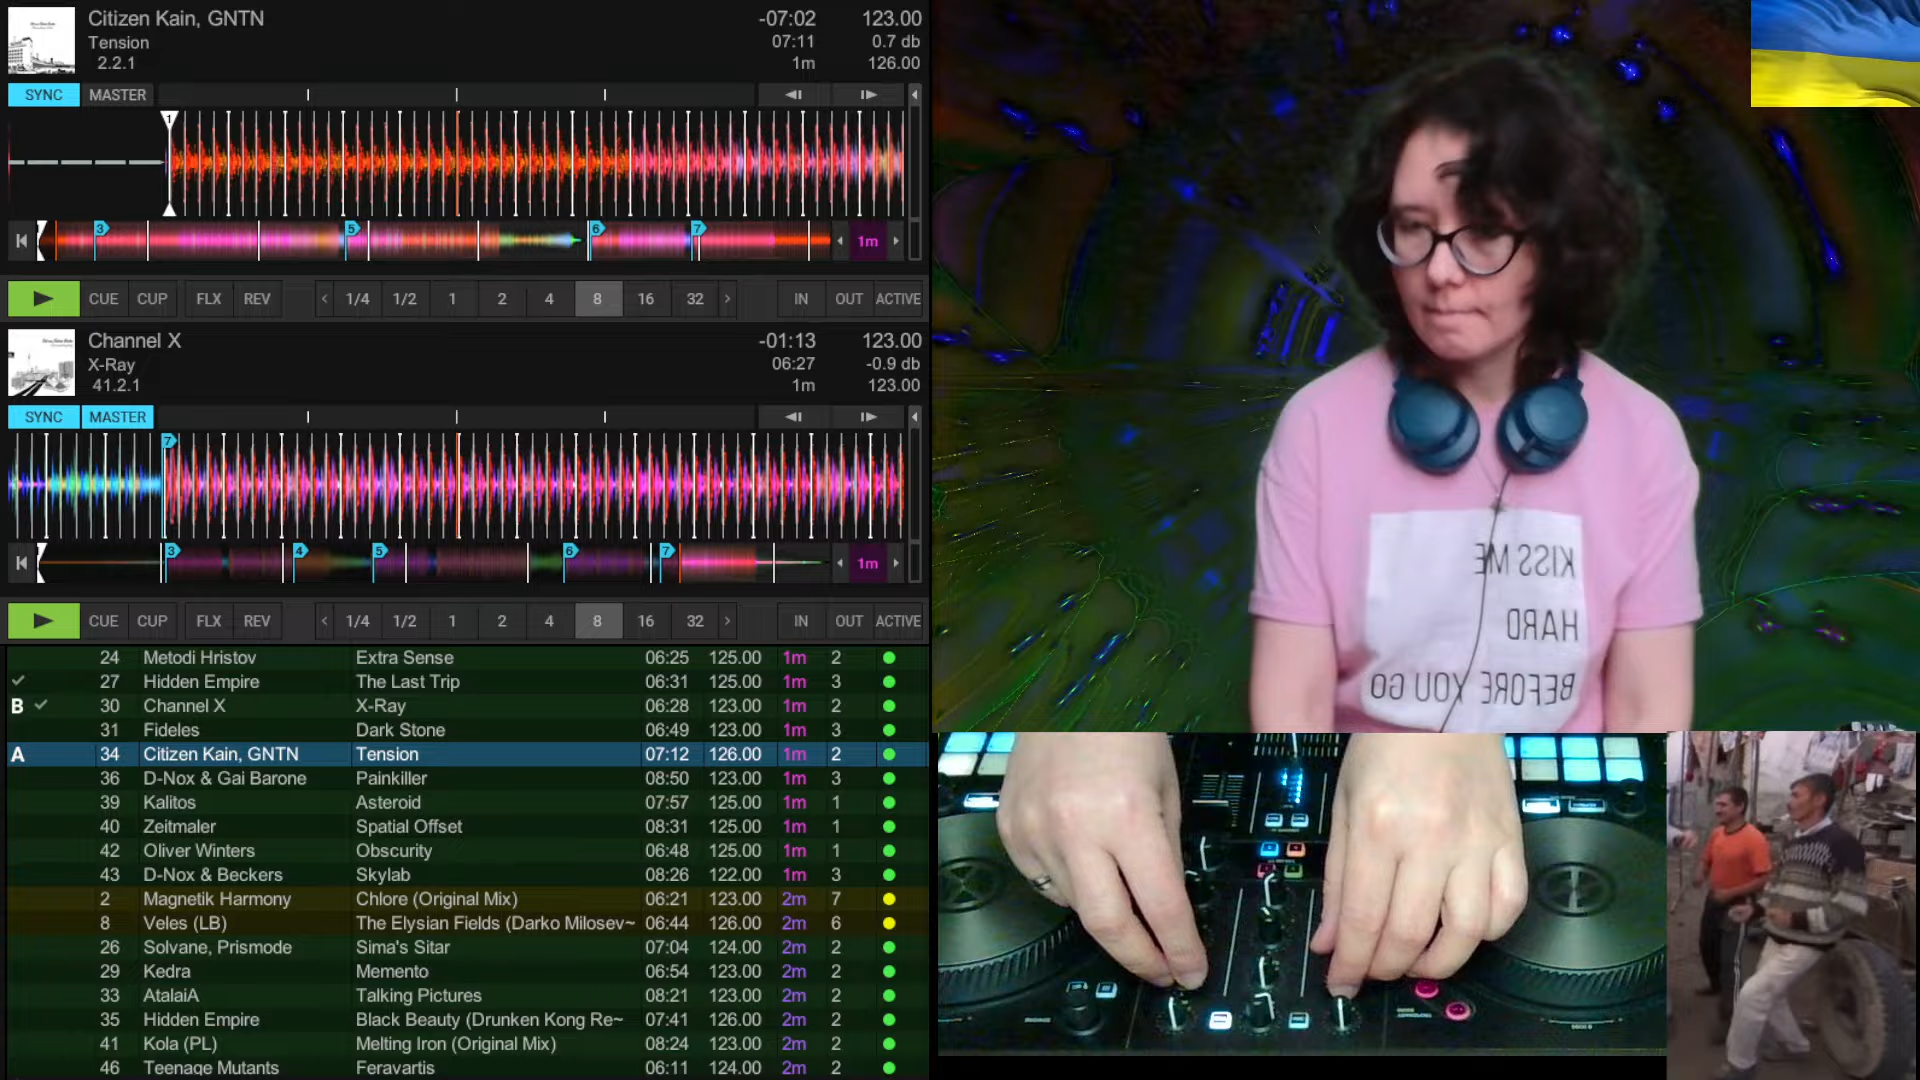 Citizen Kain, GNTN -07:02 123.00
Tension 07:11 0.7 db
2.2.1 1m 126.00
SYNC MASTER
1
3 5 6 7 1m
CUE CUP FLX REV 1/4 1/2 1 2 4 8 16 32 IN OUT ACTIVE
Channel X -01:13 123.00
X-Ray 06:27 -0.9 db
41.2.1 1m 123.00
SYNC MASTER
7
3 4 5 6 7 1m
CUE CUP FLX REV 1/4 1/2 1 2 4 8 16 32 IN OUT ACTIVE
24 Metodi Hristov Extra Sense 06:25 125.00 1m 2
27 Hidden Empire The Last Trip 06:31 125.00 1m 3
B 30 Channel X X-Ray 06:28 123.00 1m 2
31 Fideles Dark Stone 06:49 123.00 1m 3
A 34 Citizen Kain, GNTN Tension 07:12 126.00 1m 2
36 D-Nox & Gai Barone Painkiller 08:50 123.00 1m 3
39 Kalitos Asteroid 07:57 125.00 1m 1
40 Zeitmaler Spatial Offset 08:31 125.00 1m 1
42 Oliver Winters Obscurity 06:48 125.00 1m 1
43 D-Nox & Beckers Skylab 08:26 122.00 1m 3
2 Magnetik Harmony Chlore (Original Mix) 06:21 123.00 2m 7
8 Veles (LB) The Elysian Fields (Darko Milosev~ 06:44 126.00 2m 6
26 Solvane, Prismode Sima's Sitar 07:04 124.00 2m 2
29 Kedra Memento 06:54 123.00 2m 2
33 AtalaiA Talking Pictures 08:21 123.00 2m 2
35 Hidden Empire Black Beauty (Drunken Kong Re~ 07:41 126.00 2m 2
41 Kola (PL) Melting Iron (Original Mix) 08:24 123.00 2m 2
46 Teenage Mutants Feravartis 06:11 124.00 2m 2
KISS ME
HARD
BEFORE YOU GO